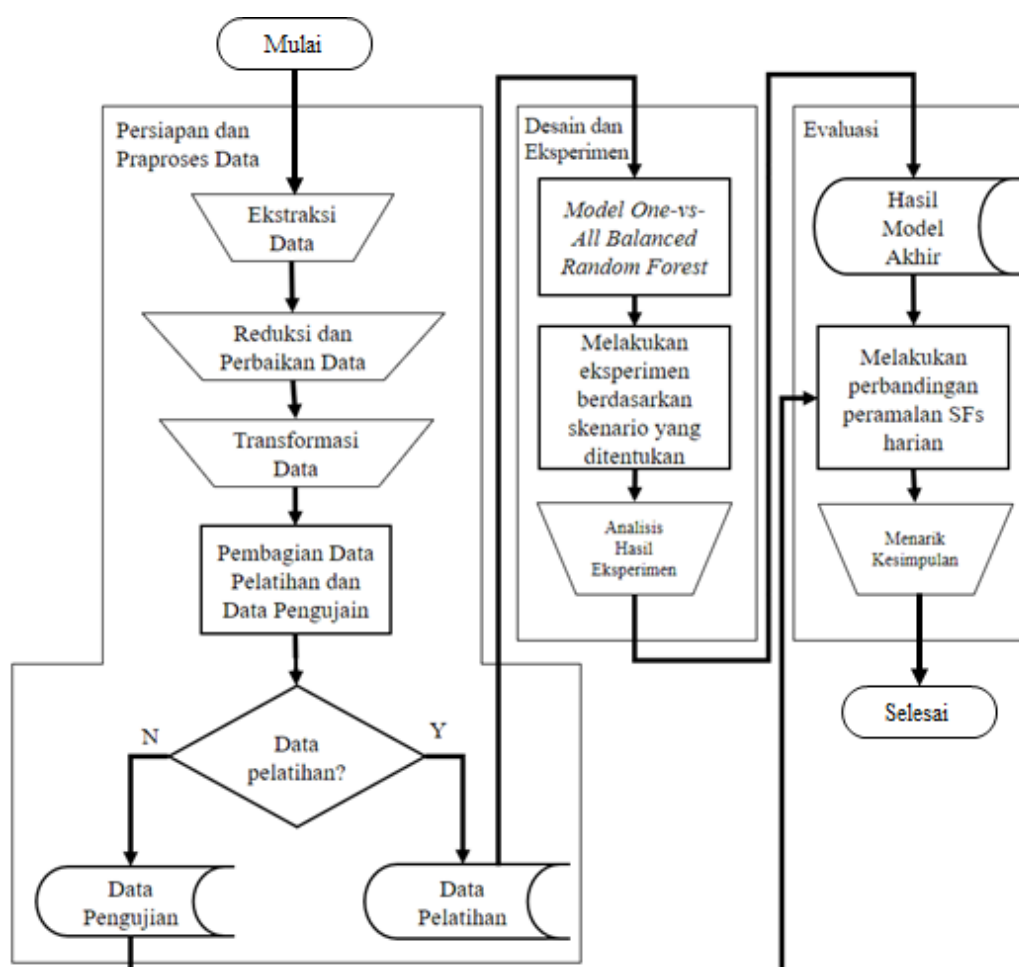 Mulai
Persiapan dan
Praproses Data
Ekstraksi
Data
Reduksi dan
Perbaikan Data
Transformasi
Data
Pembagian Data
Pelatihan dan
Data Pengujain
Data
pelatihan?
N
Y
Data
Pengujian
Data
Pelatihan
Desain dan
Eksperimen
Model One-vs-
All Balanced
Random Forest
Melakukan
eksperimen
berdasarkan
skenario yang
ditentukan
Analisis
Hasil
Eksperimen
Evaluasi
Hasil
Model
Akhir
Melakukan
perbandingan
peramalan SFs
harian
Menarik
Kesimpulan
Selesai